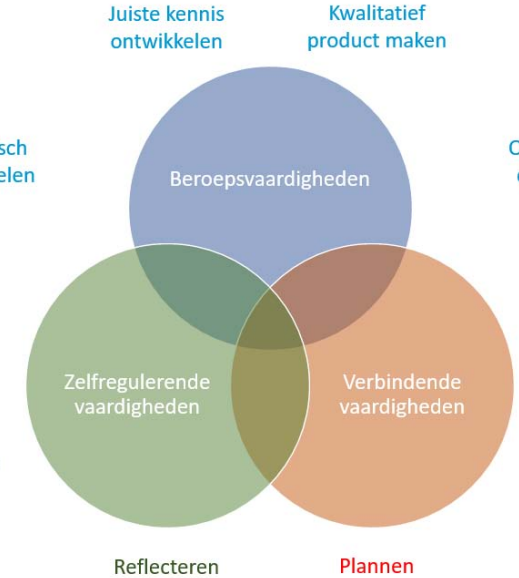 Juiste kennis
ontwikkelen
Kwalitatief
product maken
Beroepsvaardigheden
Zelfregulerende
vaardigheden
Verbindende
vaardigheden
Reflecteren
Plannen